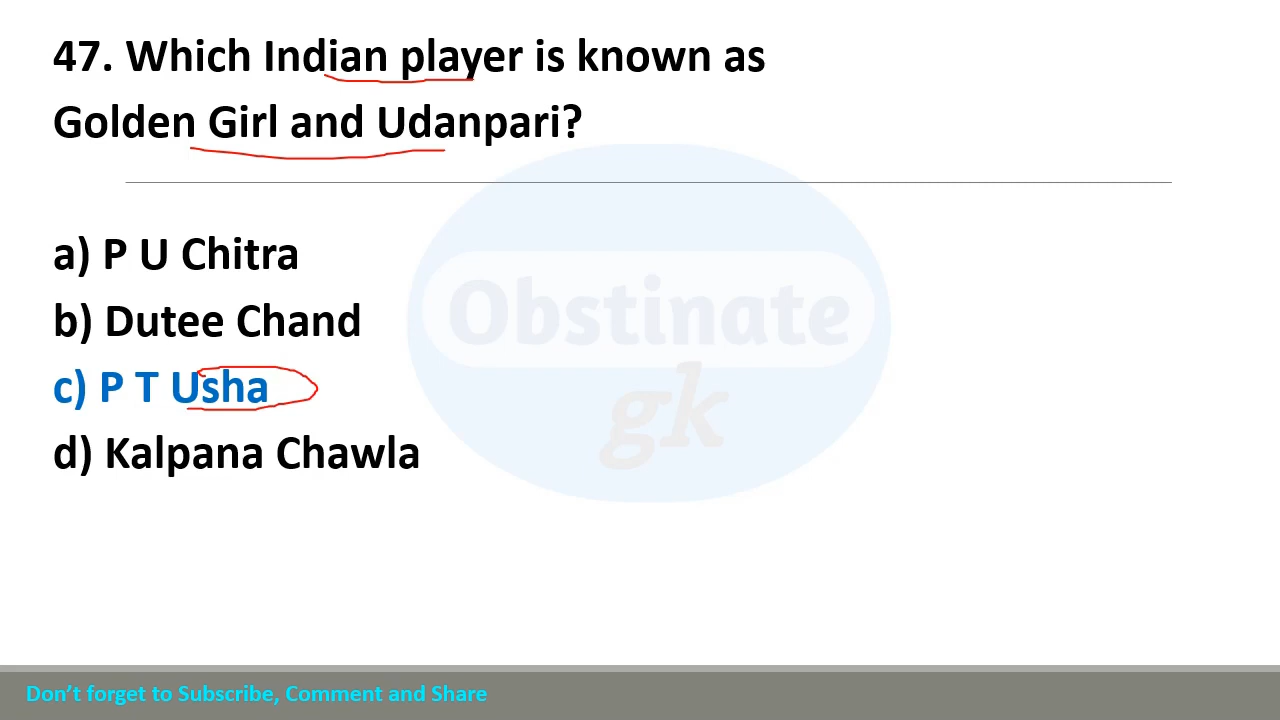 47. Which Indian player is known as
Golden Girl and Udanpari?
a) P U Chitra
b) Dutee Chand
c) P T Usha
d) Kalpana Chawla
Obstinate
gk
Don’t forget to Subscribe, Comment and Share